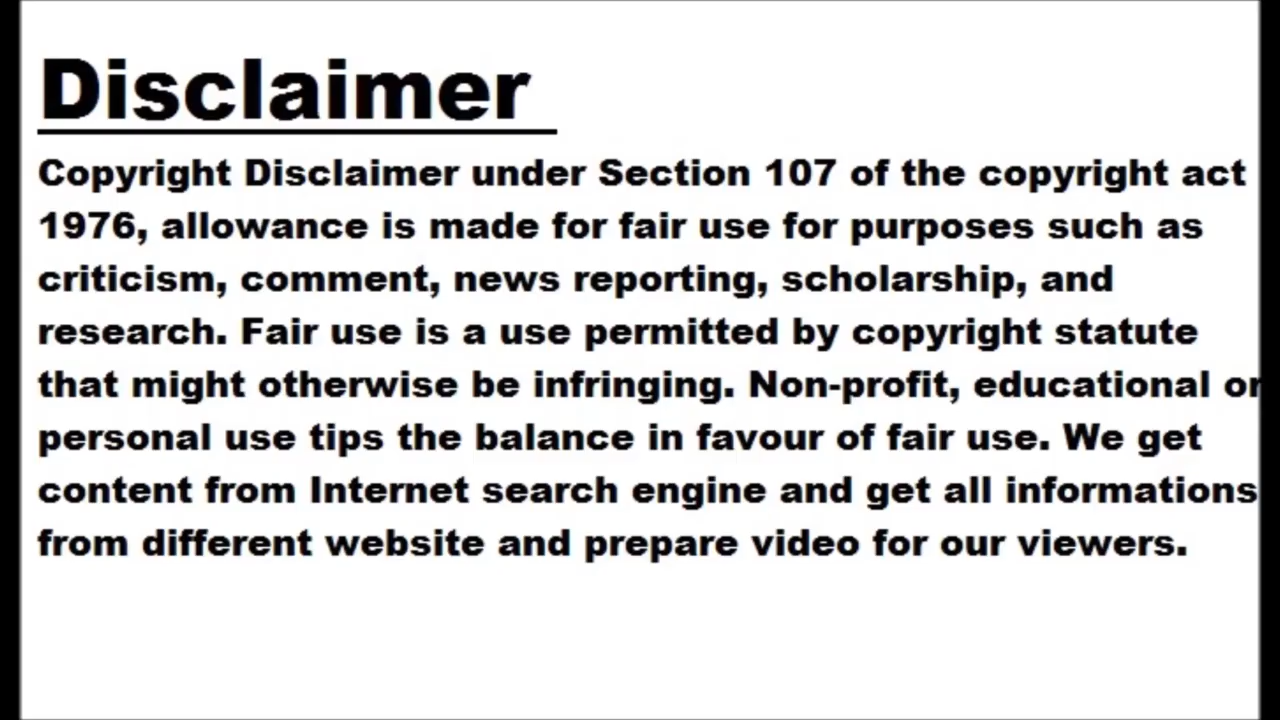 Disclaimer
Copyright Disclaimer under Section 107 of the copyright act
1976, allowance is made for fair use for purposes such as
criticism, comment, news reporting, scholarship, and
research. Fair use is a use permitted by copyright statute
that might otherwise be infringing. Non-profit, educational or
personal use tips the balance in favour of fair use. We get
content from Internet search engine and get all informations
from different website and prepare video for our viewers.